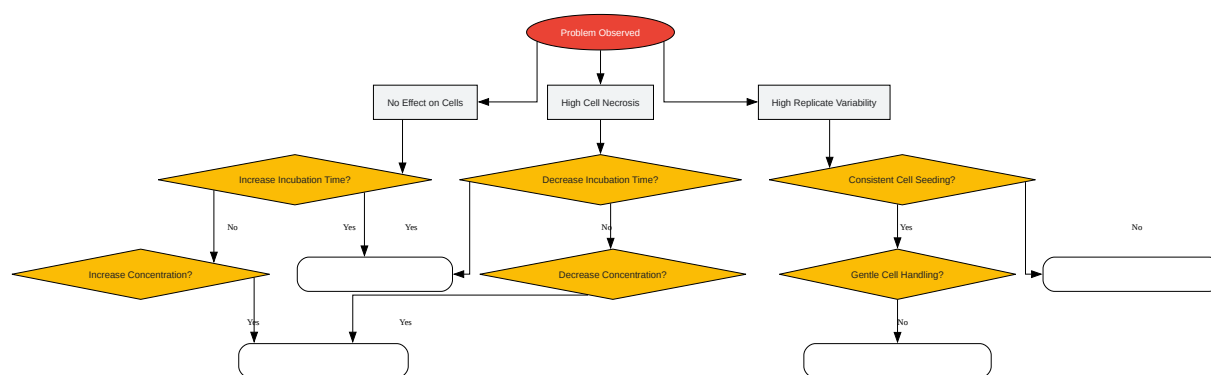 Problem Observed
No Effect on Cells
High Cell Necrosis
High Replicate Variability
Increase Incubation Time?
Decrease Incubation Time?
Consistent Cell Seeding?
No
Yes
Yes
No
Yes
No
Increase Concentration?
Decrease Concentration?
Gentle Cell Handling?
Yes
Yes
No